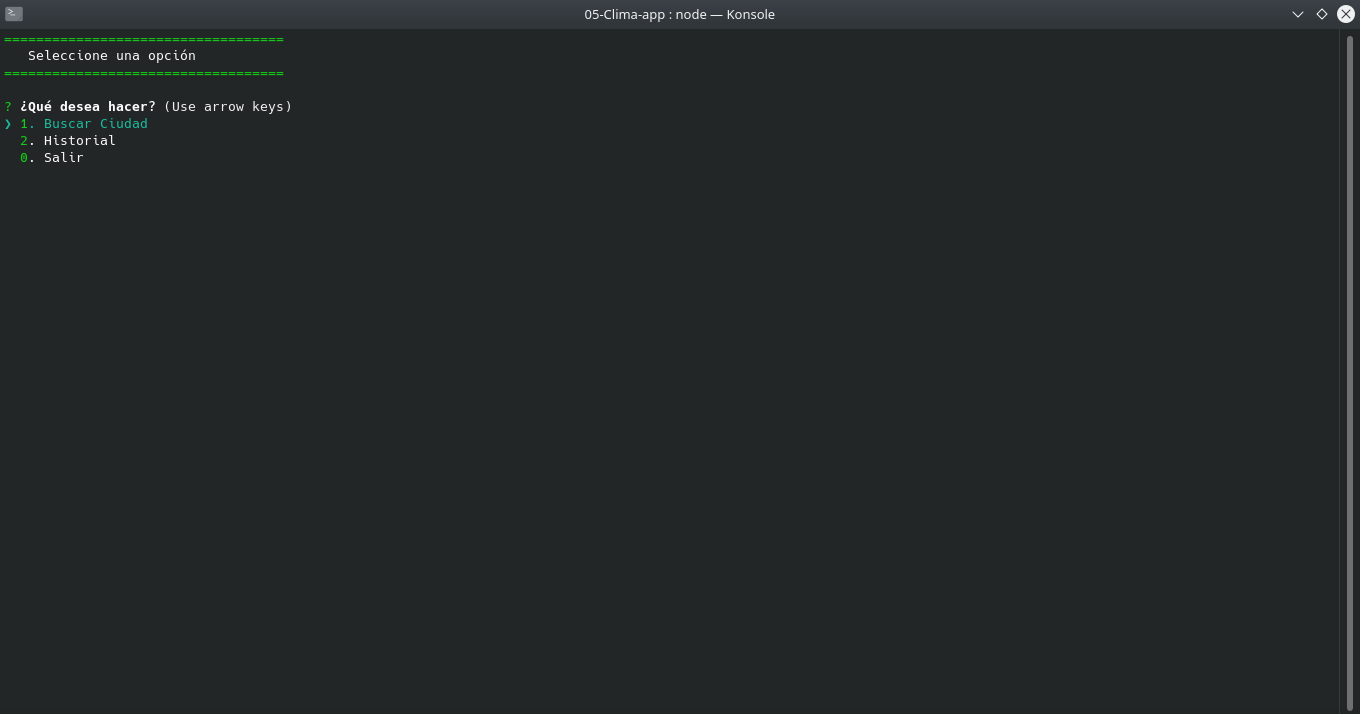 05-Clima-app : node — Konsole
===================================
Seleccione una opción
===================================
? ¿Qué desea hacer? (Use arrow keys)
❯ 1. Buscar Ciudad
2. Historial
0. Salir